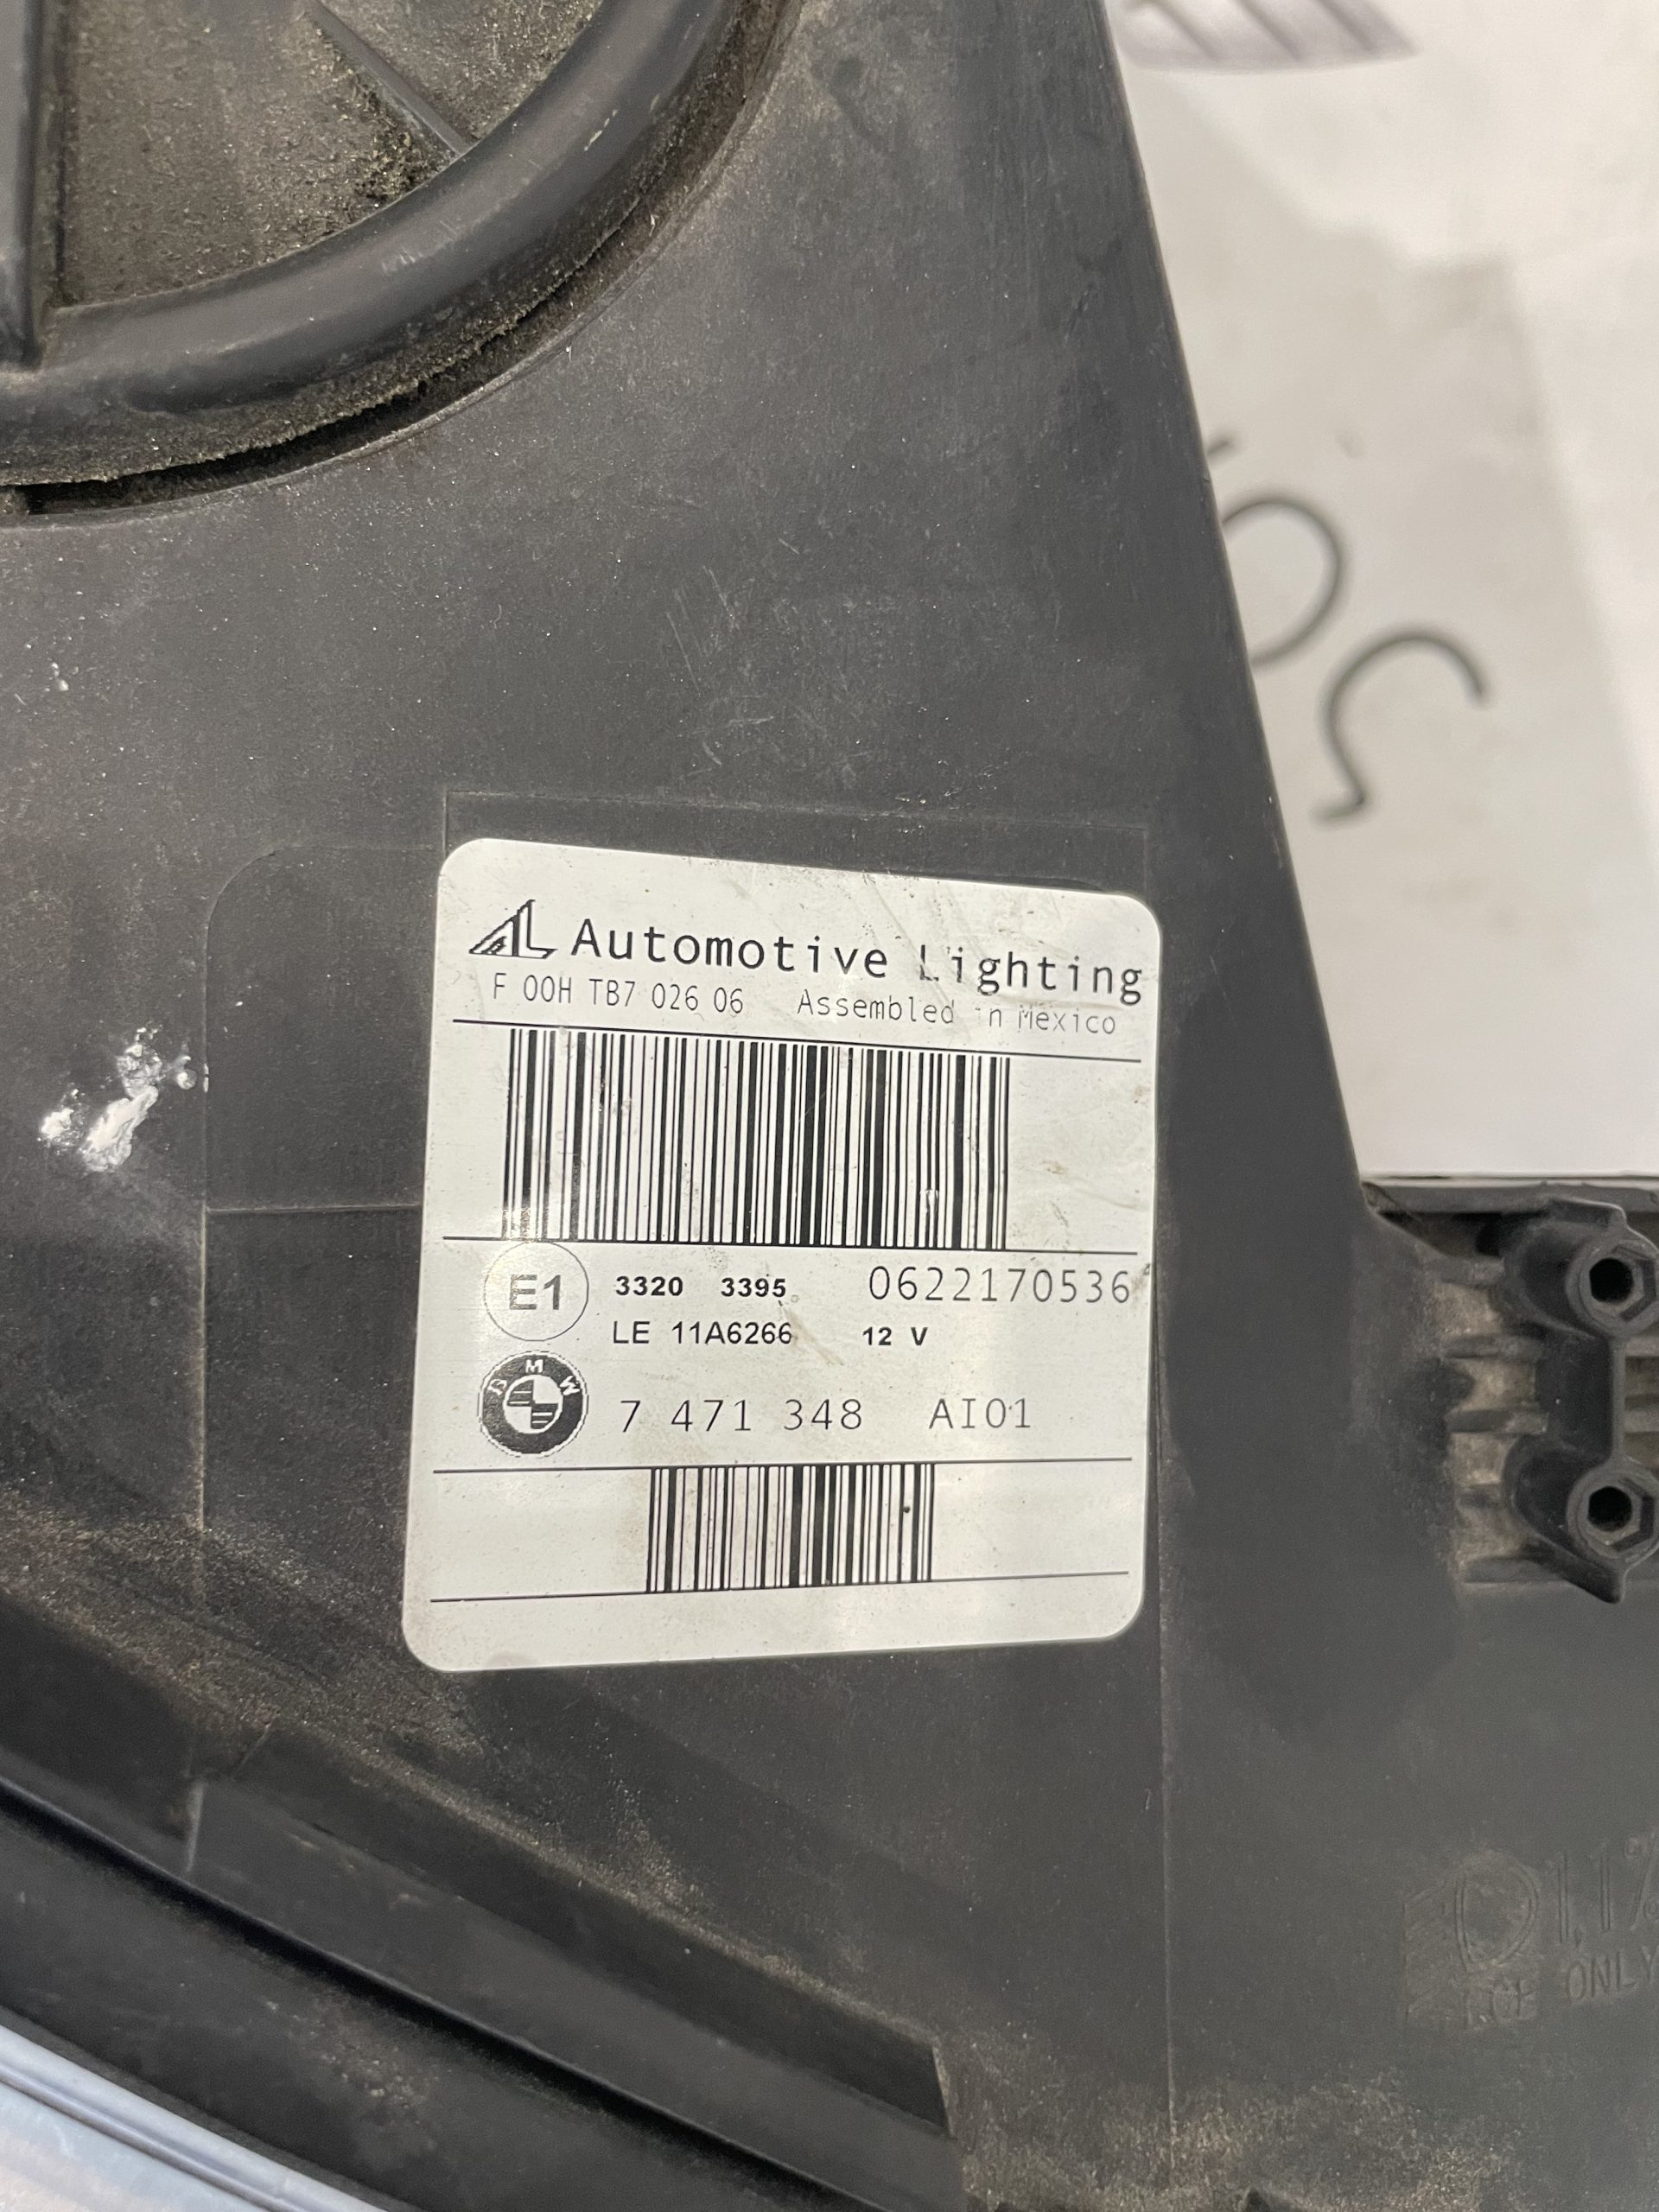 AL Automotive Lighting
F 00H TB7 026 06 Assembled in Mexico
E1 3320 3395 0622170536
LE 11A6266 12 V
BMW 7 471 348 AI01
ONLY